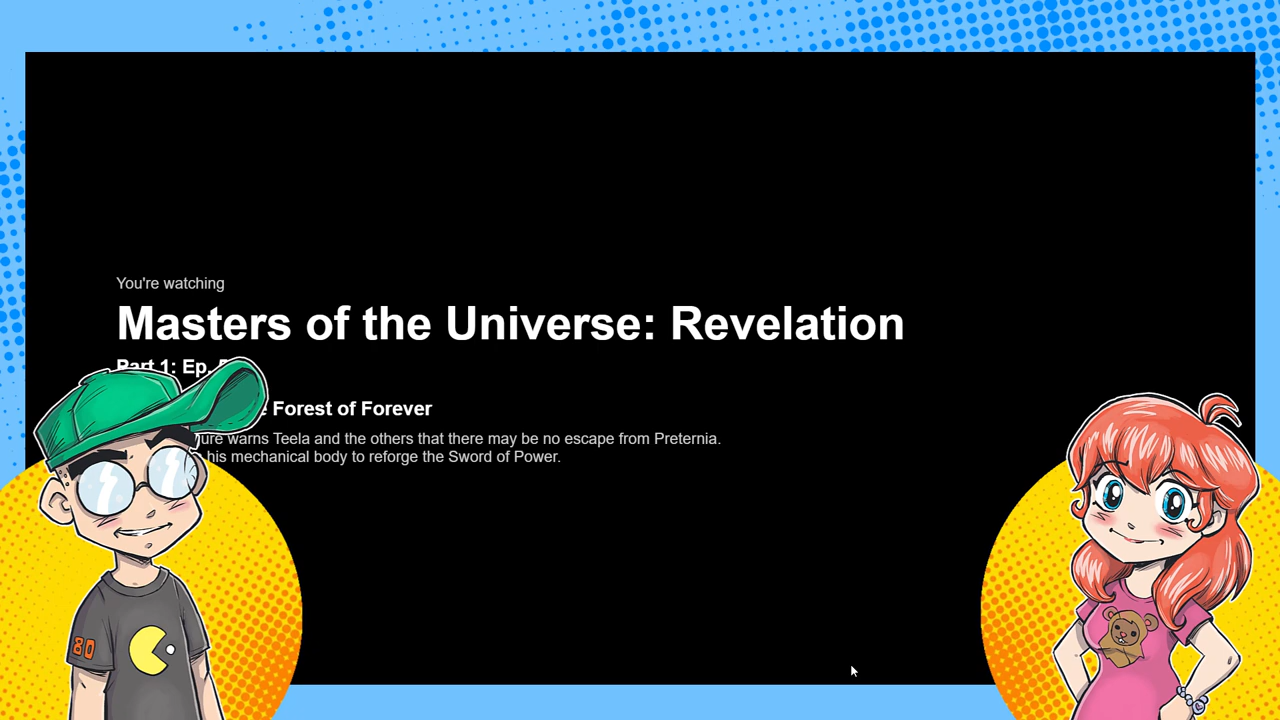 You're watching
Masters of the Universe: Revelation
Part 1: Ep.
Forest of Forever
warns Teela and the others that there may be no escape from Preternia.
his mechanical body to reforge the Sword of Power.
80